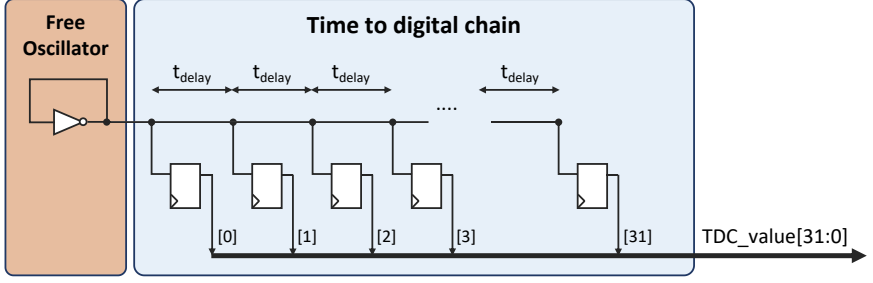 Free
Oscillator
Time to digital chain
tdelay tdelay tdelay tdelay
....
[0] [1] [2] [3] [31] TDC_value[31:0]